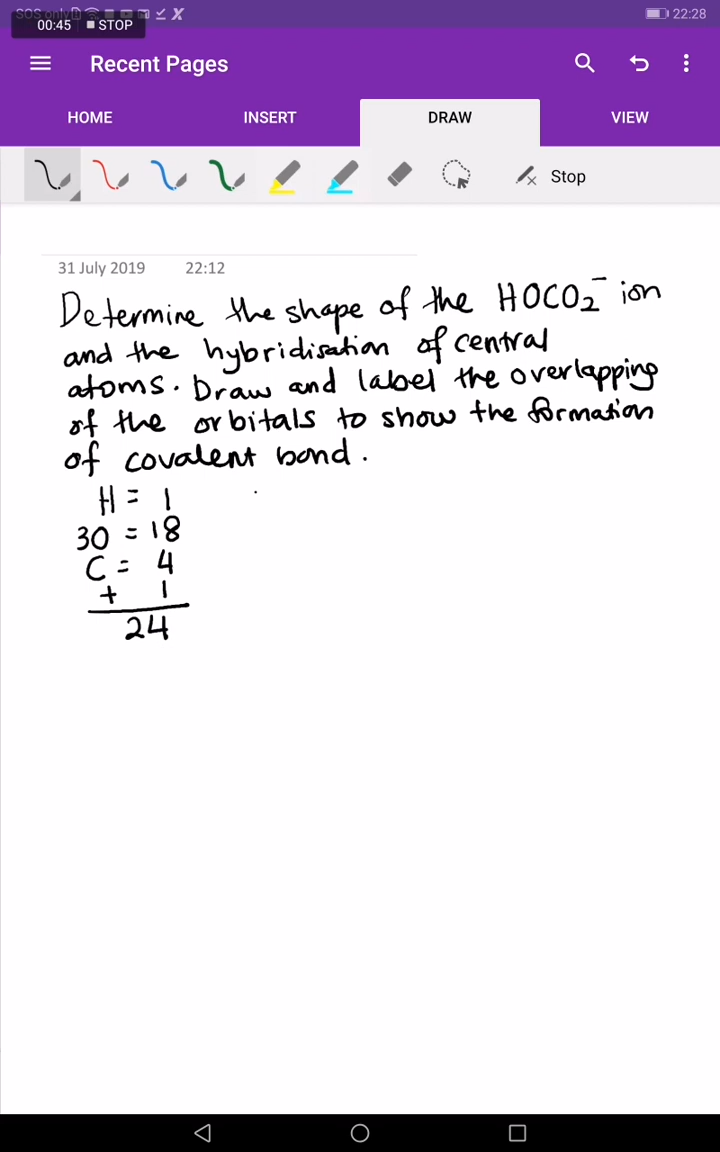 SOS only
22:28
00:45 STOP
Recent Pages
HOME INSERT DRAW VIEW
Stop
31 July 2019 22:12
Determine the shape of the HOCO₂⁻ ion
and the hybridisation of central
atoms. Draw and label the overlapping
of the orbitals to show the formation
of covalent bond.
H = 1
3O = 18
C = 4
+ 1
24